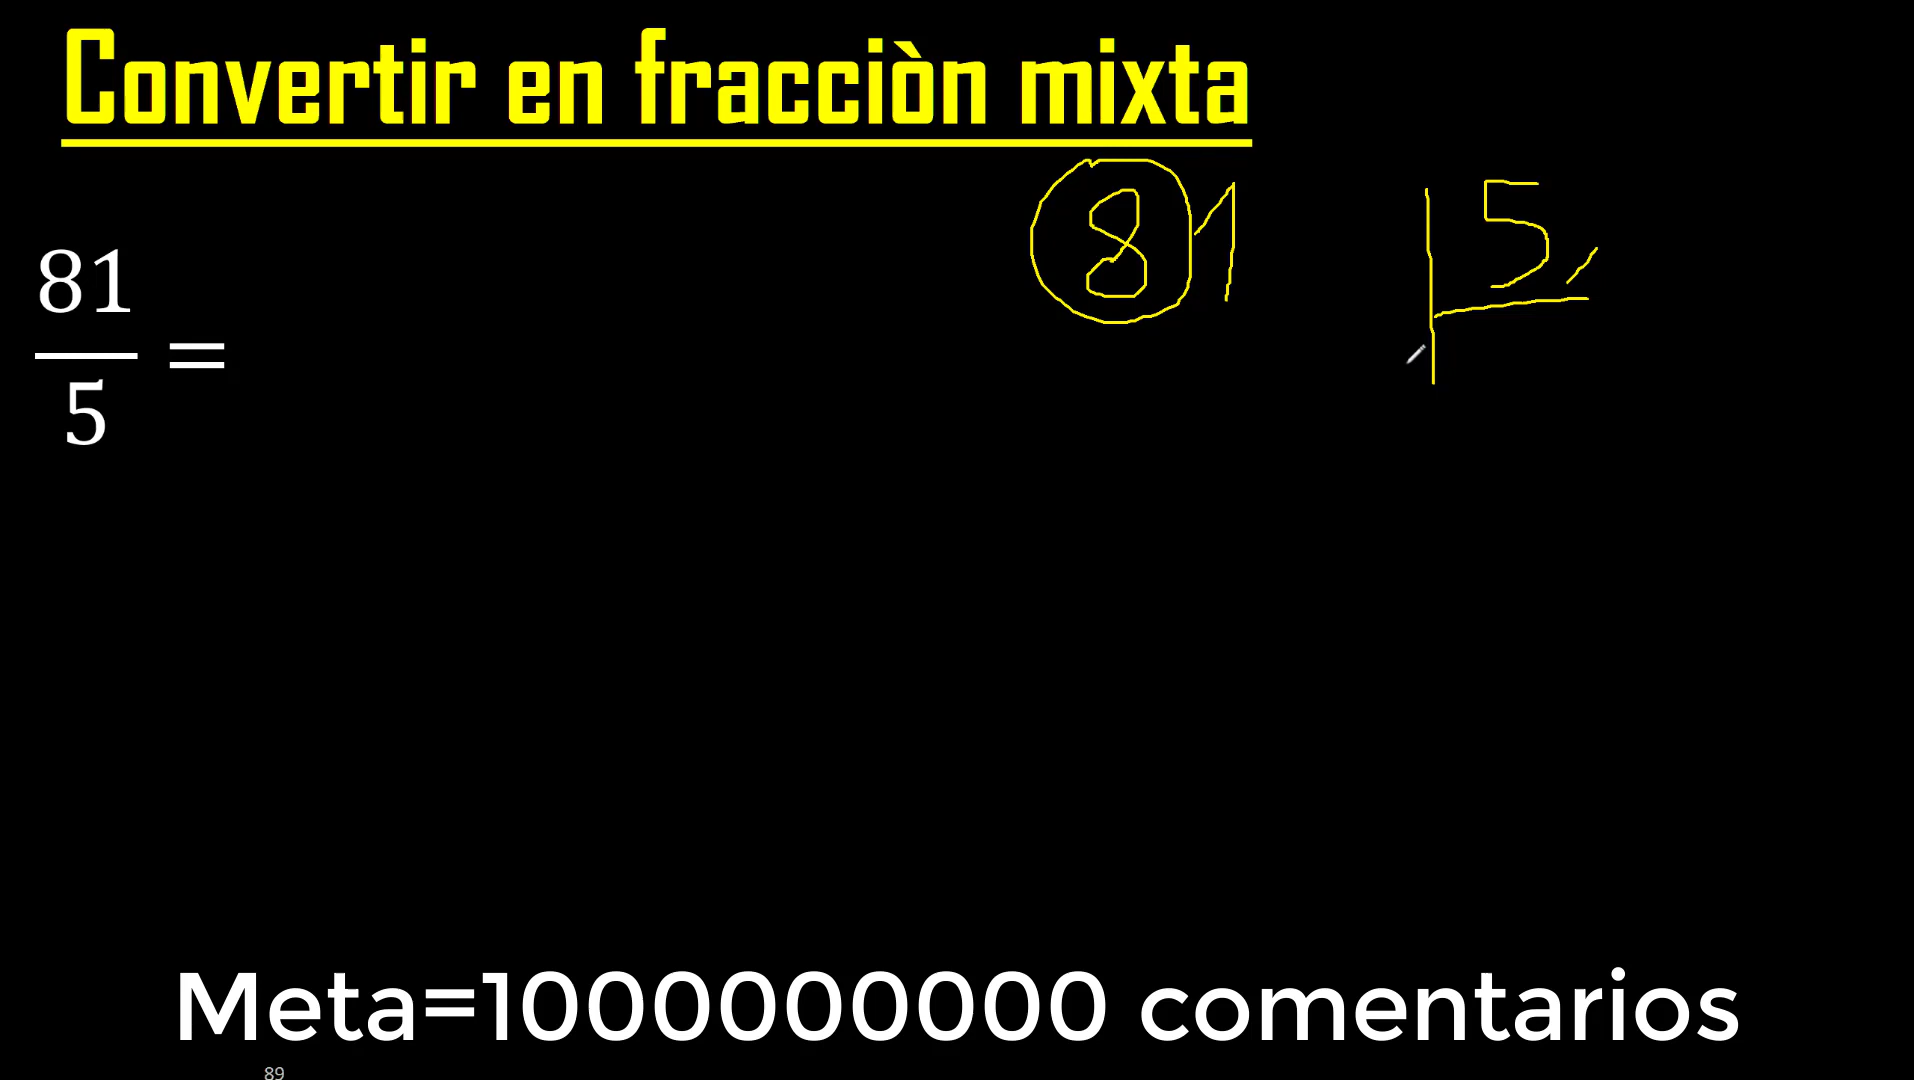 Convertir en fracciòn mixta
81 5,
81
— =
5
Meta=1000000000 comentarios
89